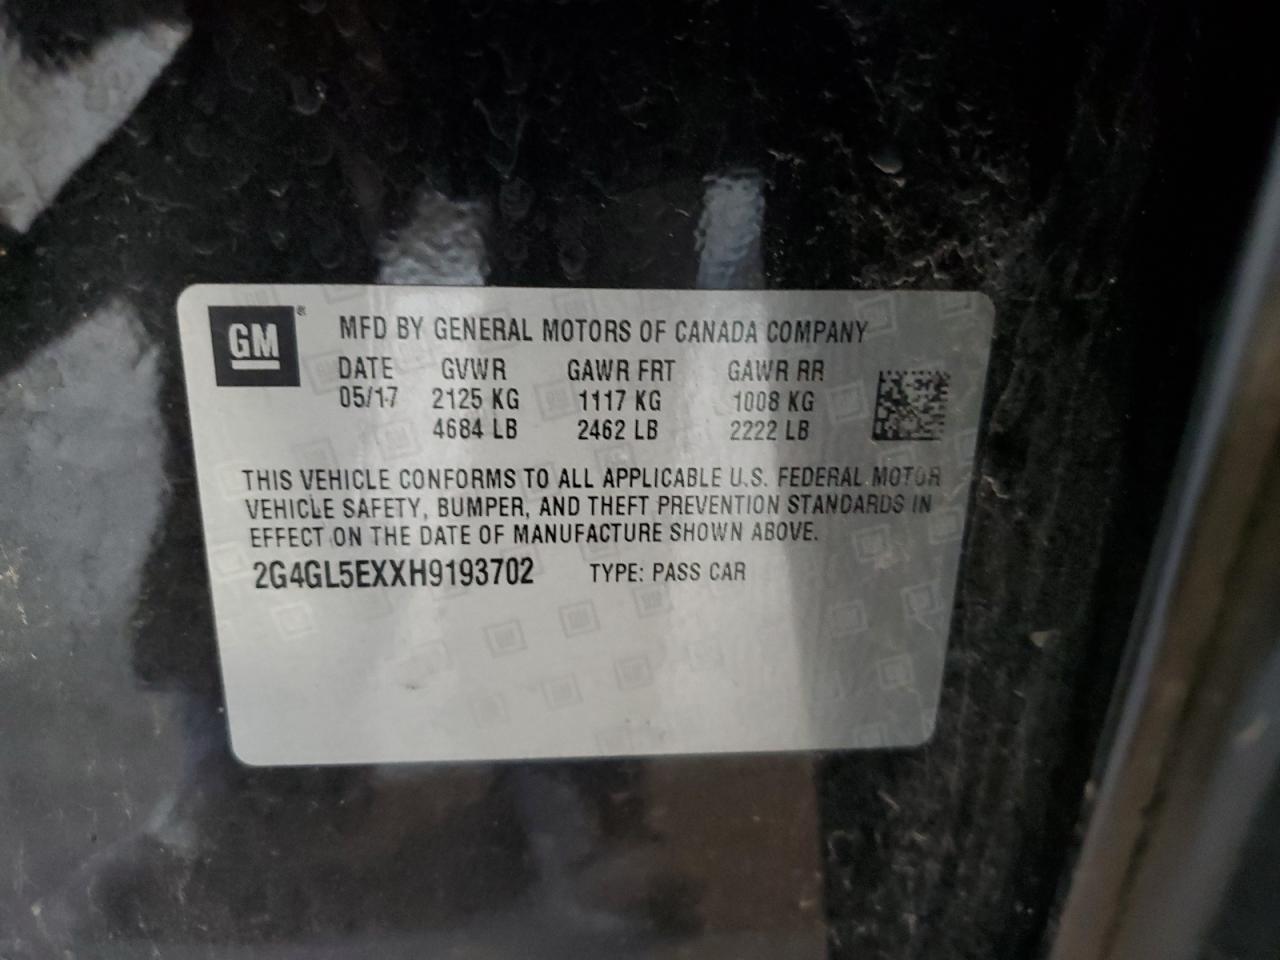 GM ®
MFD BY GENERAL MOTORS OF CANADA COMPANY
DATE GVWR GAWR FRT GAWR RR
05/17 2125 KG 1117 KG 1008 KG
4684 LB 2462 LB 2222 LB
THIS VEHICLE CONFORMS TO ALL APPLICABLE U.S. FEDERAL MOTOR
VEHICLE SAFETY, BUMPER, AND THEFT PREVENTION STANDARDS IN
EFFECT ON THE DATE OF MANUFACTURE SHOWN ABOVE.
2G4GL5EXXH9193702 TYPE: PASS CAR